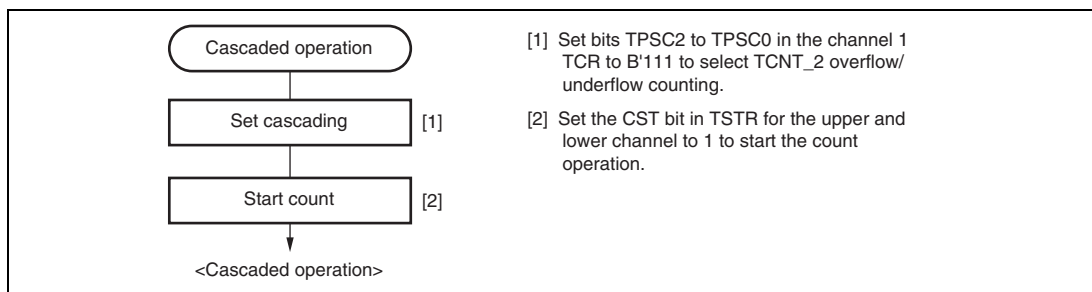 Cascaded operation
Set cascading
[1]
Start count
[2]
<Cascaded operation>
[1] Set bits TPSC2 to TPSC0 in the channel 1
TCR to B'111 to select TCNT_2 overflow/
underflow counting.
[2] Set the CST bit in TSTR for the upper and
lower channel to 1 to start the count
operation.